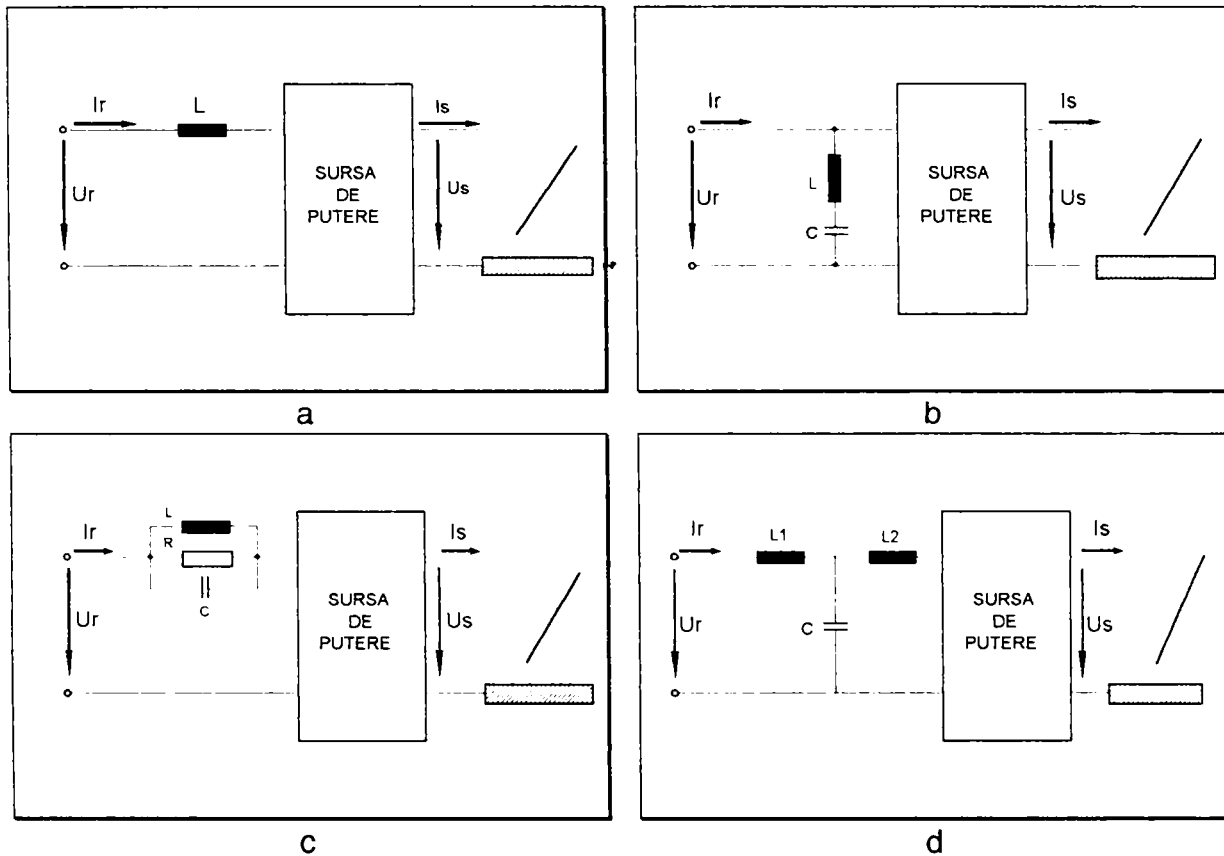 Ir
L
Is
Ur
SURSA
DE
PUTERE
Us
a
Ir
Is
Ur
L
C
SURSA
DE
PUTERE
Us
b
Ir
L
R
C
Is
Ur
SURSA
DE
PUTERE
Us
c
Ir
L1
L2
Is
Ur
C
SURSA
DE
PUTERE
Us
d